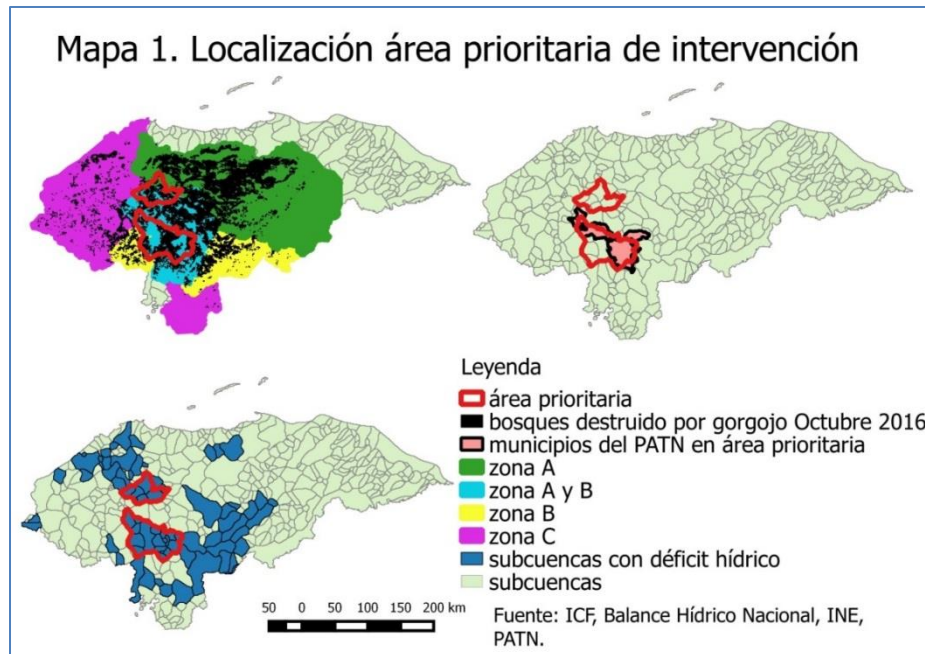 Mapa 1. Localización área prioritaria de intervención
Leyenda
área prioritaria
bosques destruido por gorgojo Octubre 2016
municipios del PATN en área prioritaria
zona A
zona A y B
zona B
zona C
subcuencas con déficit hídrico
subcuencas
50 0 50 100 150 200 km
Fuente: ICF, Balance Hídrico Nacional, INE,
PATN.